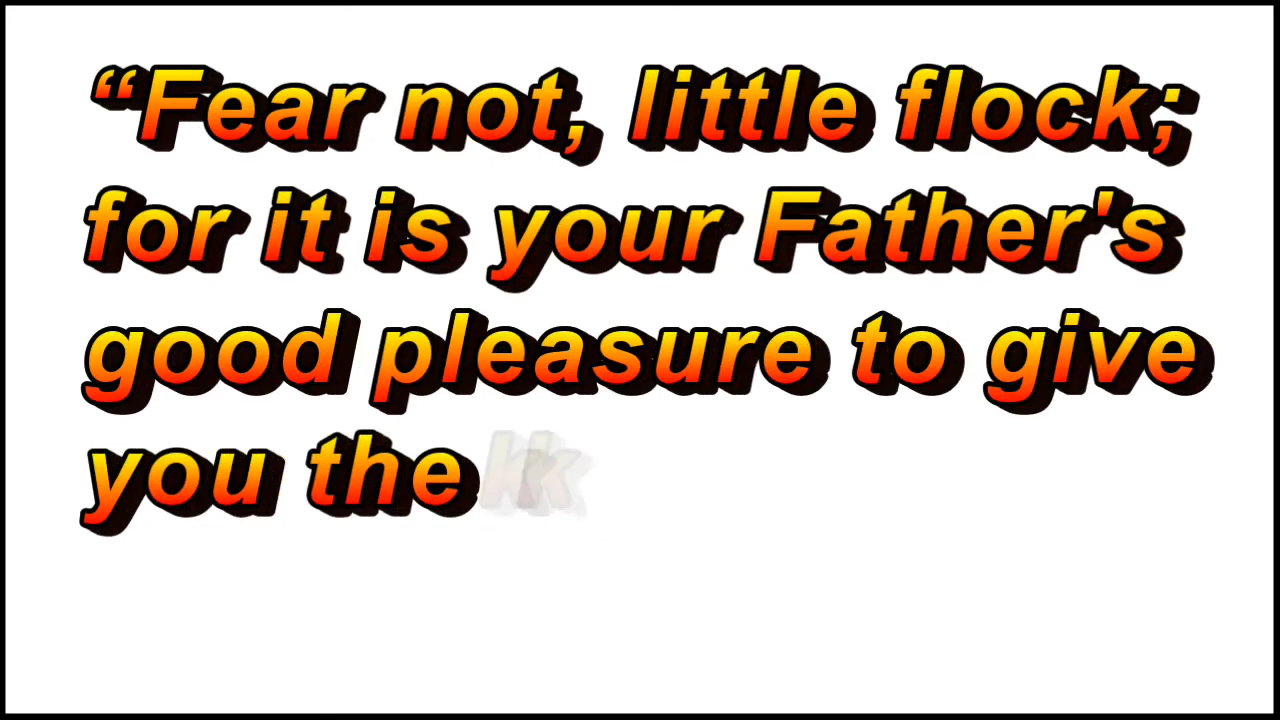 “Fear not, little flock;
for it is your Father's
good pleasure to give
you the